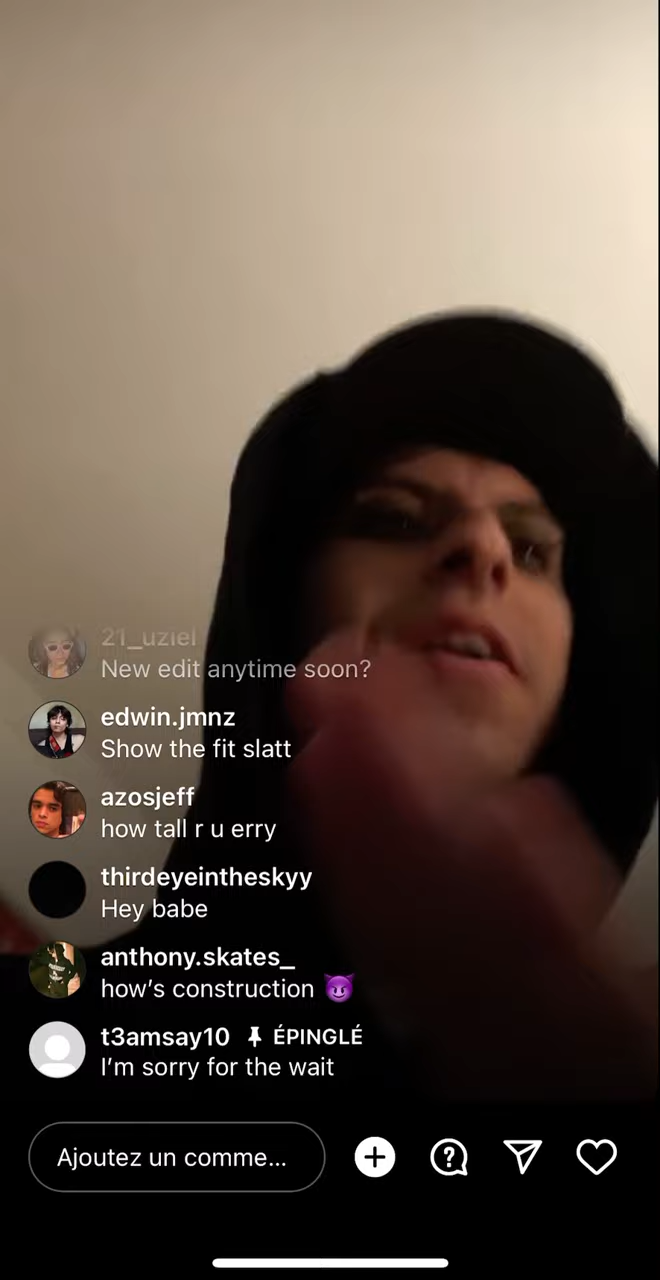 21_uziel
New edit anytime soon?
edwin.jmnz
Show the fit slatt
azosjeff
how tall r u erry
thirdeyeintheskyy
Hey babe
anthony.skates_
how’s construction 😈
t3amsay10 📌 ÉPINGLÉ
I’m sorry for the wait
Ajoutez un comme...